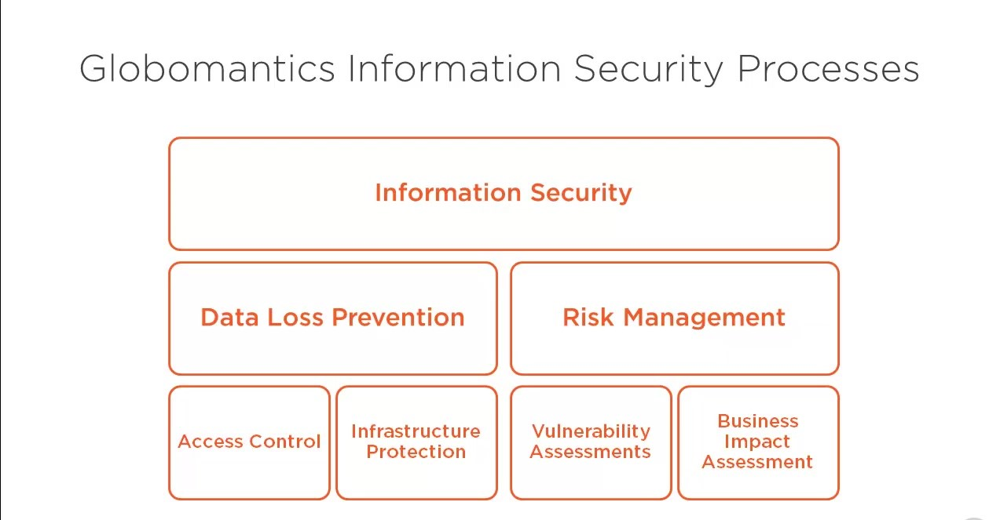 Globomantics Information Security Processes
Information Security
Data Loss Prevention
Risk Management
Access Control
Infrastructure
Protection
Vulnerability
Assessments
Business
Impact
Assessment